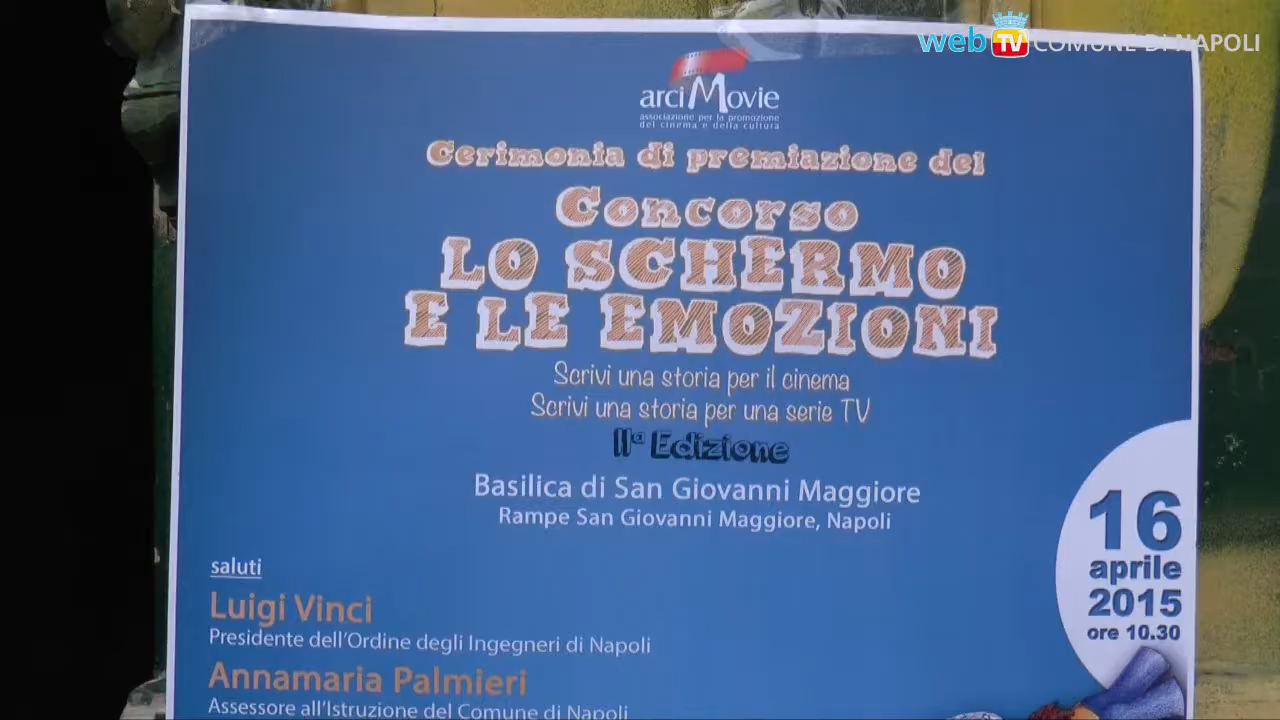 web TV COMUNE DI NAPOLI
arciMovie
associazione per la promozione
del cinema e della cultura
Cerimonia di premiazione del
Concorso
LO SCHERMO
E LE EMOZIONI
Scrivi una storia per il cinema
Scrivi una storia per una serie TV
IIª Edizione
Basilica di San Giovanni Maggiore
Rampe San Giovanni Maggiore, Napoli
16
aprile
2015
ore 10.30
saluti
Luigi Vinci
Presidente dell'Ordine degli Ingegneri di Napoli
Annamaria Palmieri
Assessore all'Istruzione del Comune di Napoli